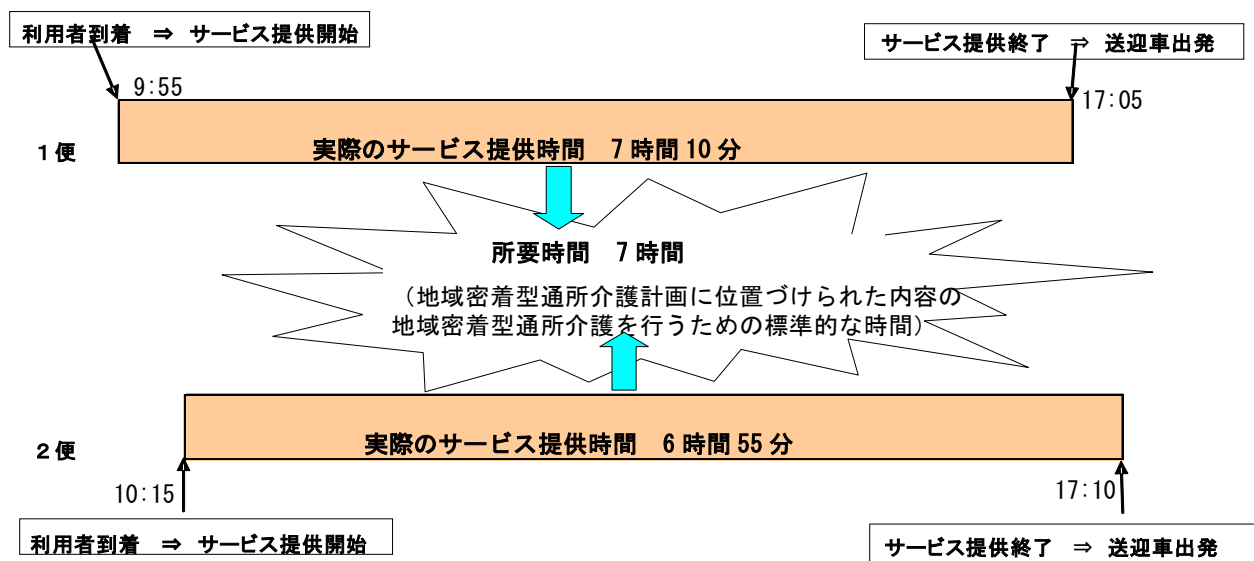 利用者到着　⇒　サービス提供開始
サービス提供終了　⇒　送迎車出発
9:55
17:05
1便
実際のサービス提供時間　7時間10分
所要時間　7時間
（地域密着型通所介護計画に位置づけられた内容の
地域密着型通所介護を行うための標準的な時間）
2便
実際のサービス提供時間　6時間55分
10:15
17:10
利用者到着　⇒　サービス提供開始
サービス提供終了　⇒　送迎車出発